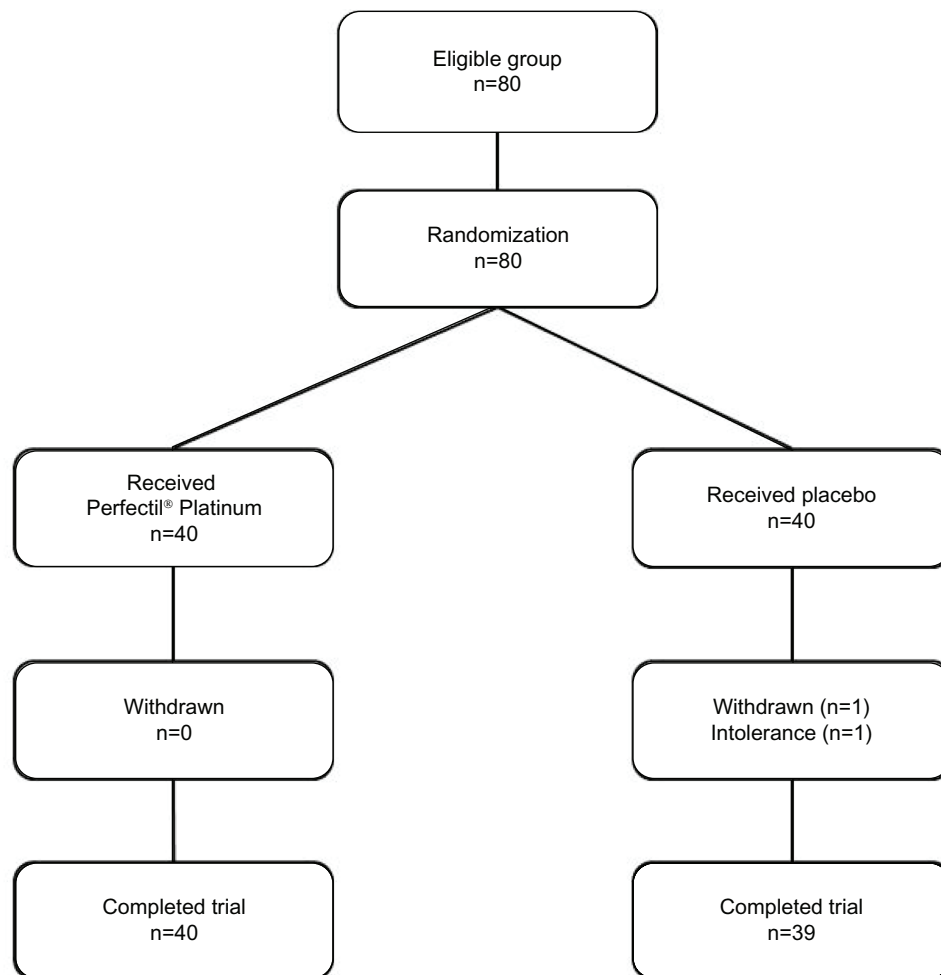 Eligible group
n=80
Randomization
n=80
Received
Perfectil® Platinum
n=40
Received placebo
n=40
Withdrawn
n=0
Withdrawn (n=1)
Intolerance (n=1)
Completed trial
n=40
Completed trial
n=39